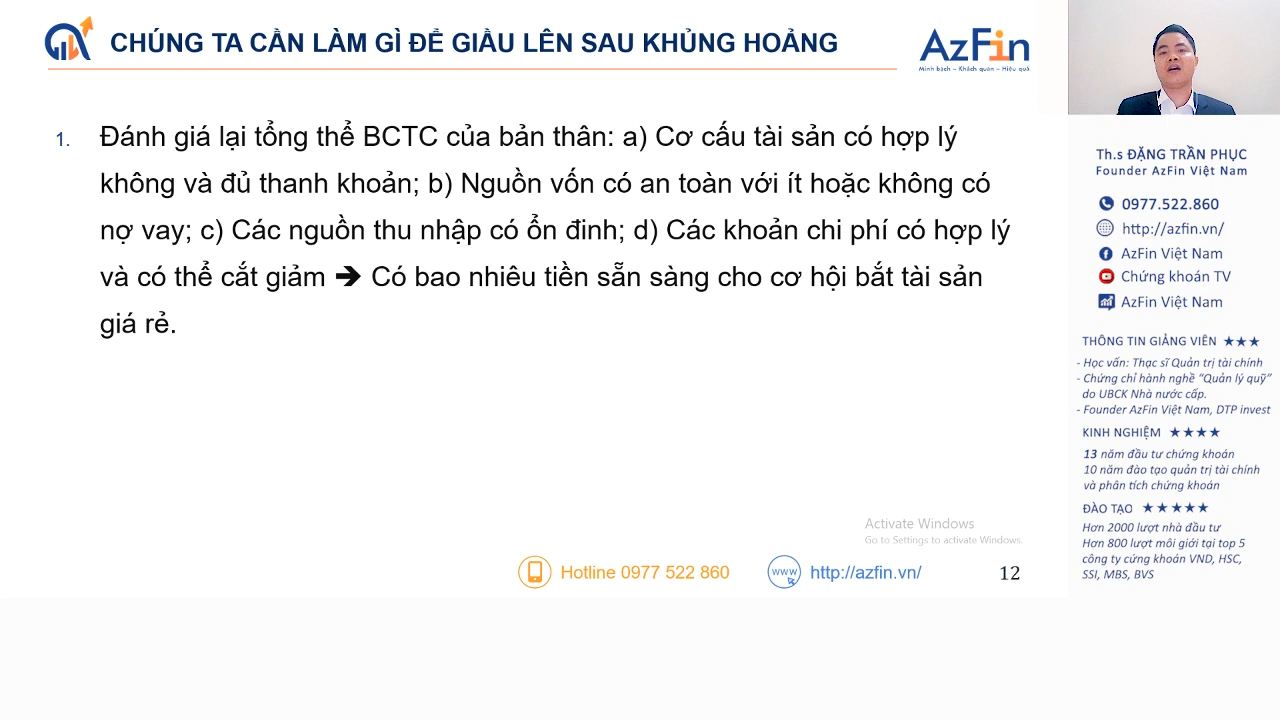 CHÚNG TA CẦN LÀM GÌ ĐỂ GIẦU LÊN SAU KHỦNG HOẢNG
AzFin
Minh bạch – Khách quan – Hiệu quả
1. Đánh giá lại tổng thể BCTC của bản thân: a) Cơ cấu tài sản có hợp lý
không và đủ thanh khoản; b) Nguồn vốn có an toàn với ít hoặc không có
nợ vay; c) Các nguồn thu nhập có ổn đinh; d) Các khoản chi phí có hợp lý
và có thể cắt giảm 🡺 Có bao nhiêu tiền sẵn sàng cho cơ hội bắt tài sản
giá rẻ.
Activate Windows
Go to Settings to activate Windows.
Hotline 0977 522 860
www
http://azfin.vn/
12
Th.s ĐẶNG TRẦN PHỤC
Founder AzFin Việt Nam
0977.522.860
http://azfin.vn/
AzFin Việt Nam
Chứng khoán TV
AzFin Việt Nam
THÔNG TIN GIẢNG VIÊN ★★★
- Học vấn: Thạc sĩ Quản trị tài chính
- Chứng chỉ hành nghề “Quản lý quỹ”
do UBCK Nhà nước cấp.
- Founder AzFin Việt Nam, DTP invest
KINH NGHIỆM ★★★★
13 năm đầu tư chứng khoán
10 năm đào tạo quản trị tài chính
và phân tích chứng khoán
ĐÀO TẠO ★★★★★
Hơn 2000 lượt nhà đầu tư
Hơn 800 lượt môi giới tại top 5
công ty cứng khoán VND, HSC,
SSI, MBS, BVS